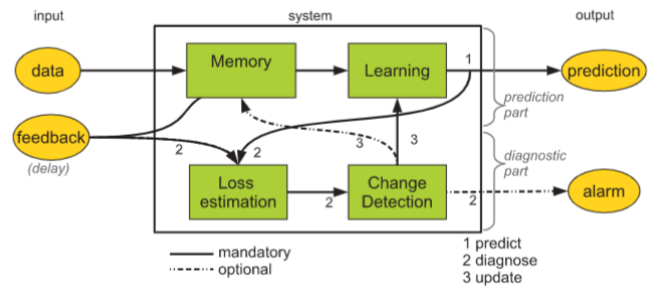 input
system
output
data
Memory
Learning
1
prediction
prediction
part
feedback
(delay)
2
2
3
3
diagnostic
part
Loss
estimation
2
Change
Detection
2
alarm
mandatory
optional
1 predict
2 diagnose
3 update